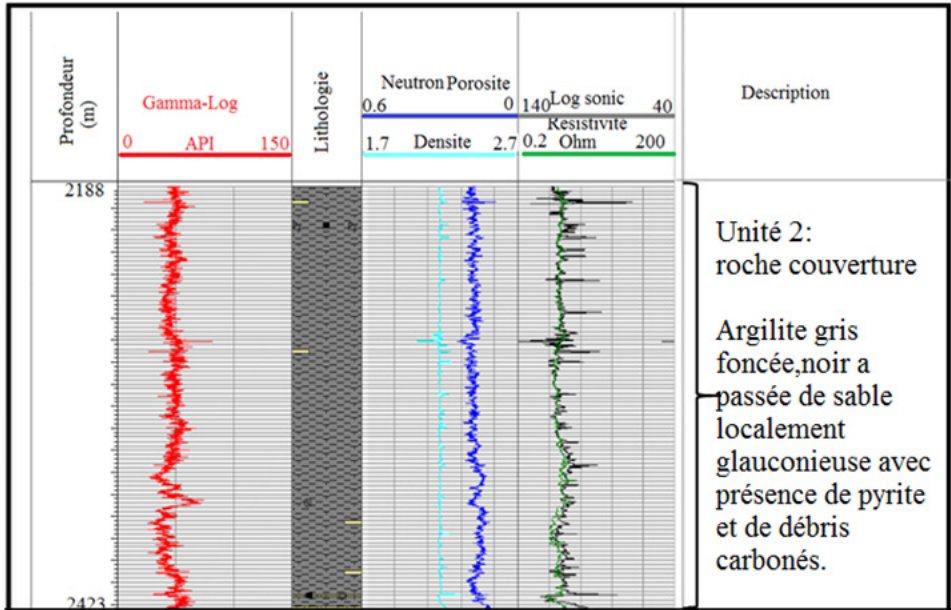 Profondeur
(m)
Gamma-Log
0 API 150
Lithologie
Neutron Porosite
0.6 0
1.7 Densite 2.7
140 Log sonic 40
Resistivite
0.2 Ohm 200
Description
2188
2423
Unité 2:
roche couverture
Argilite gris
foncée,noir a
passée de sable
localement
glauconieuse avec
présence de pyrite
et de débris
carbonés.